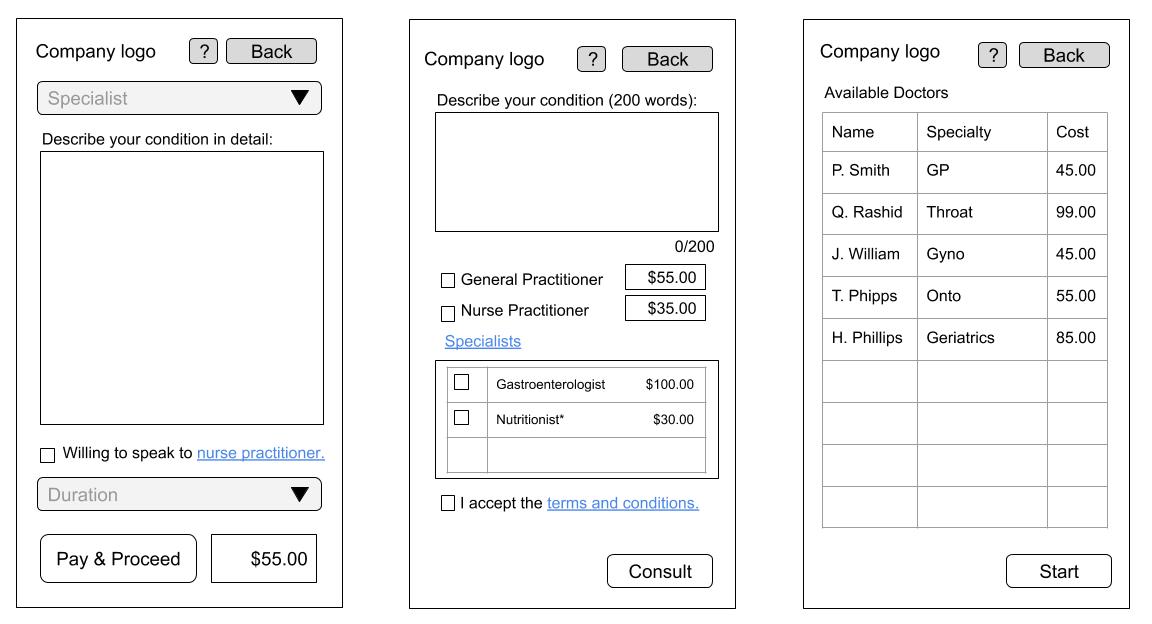 Company logo ? Back
Specialist
Describe your condition in detail:
Willing to speak to nurse practitioner.
Duration
Pay & Proceed $55.00
Company logo ? Back
Describe your condition (200 words):
0/200
General Practitioner $55.00
Nurse Practitioner $35.00
Specialists
Gastroenterologist $100.00
Nutritionist* $30.00
I accept the terms and conditions.
Consult
Company logo ? Back
Available Doctors
Name Specialty Cost
P. Smith GP 45.00
Q. Rashid Throat 99.00
J. William Gyno 45.00
T. Phipps Onto 55.00
H. Phillips Geriatrics 85.00
Start